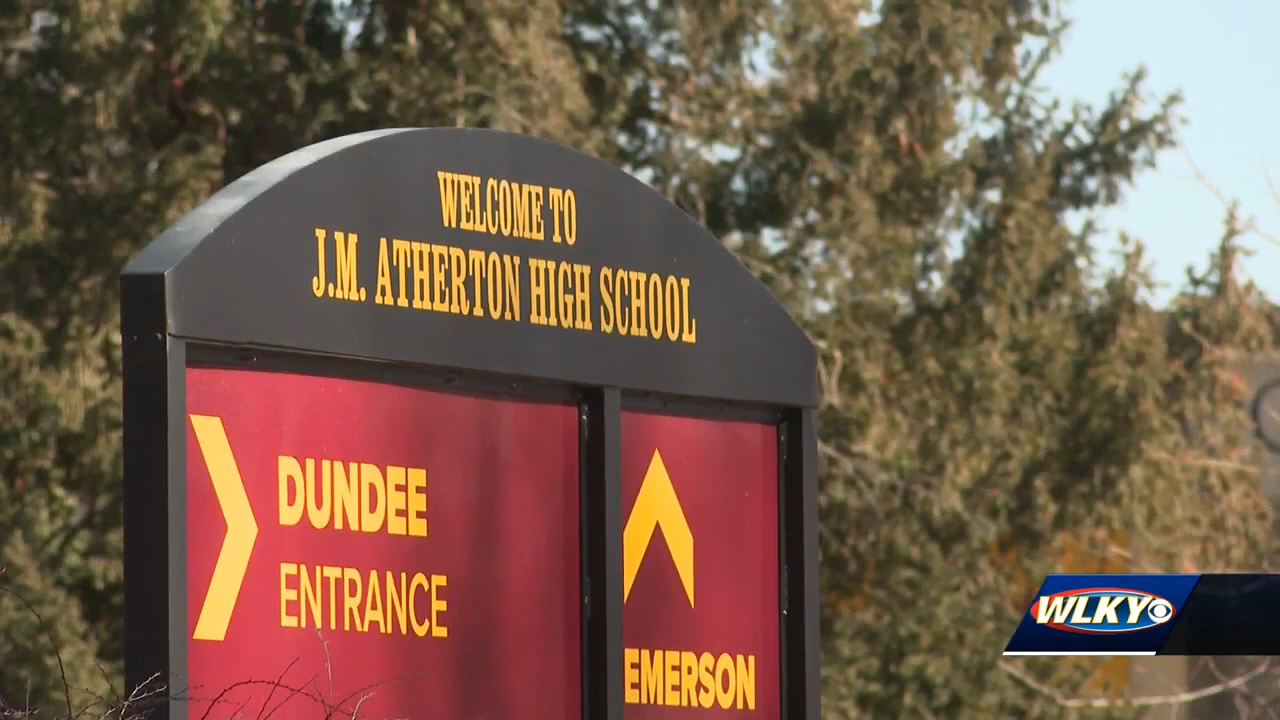 WELCOME TO
J.M. ATHERTON HIGH SCHOOL
DUNDEE
ENTRANCE
EMERSON
WLKY